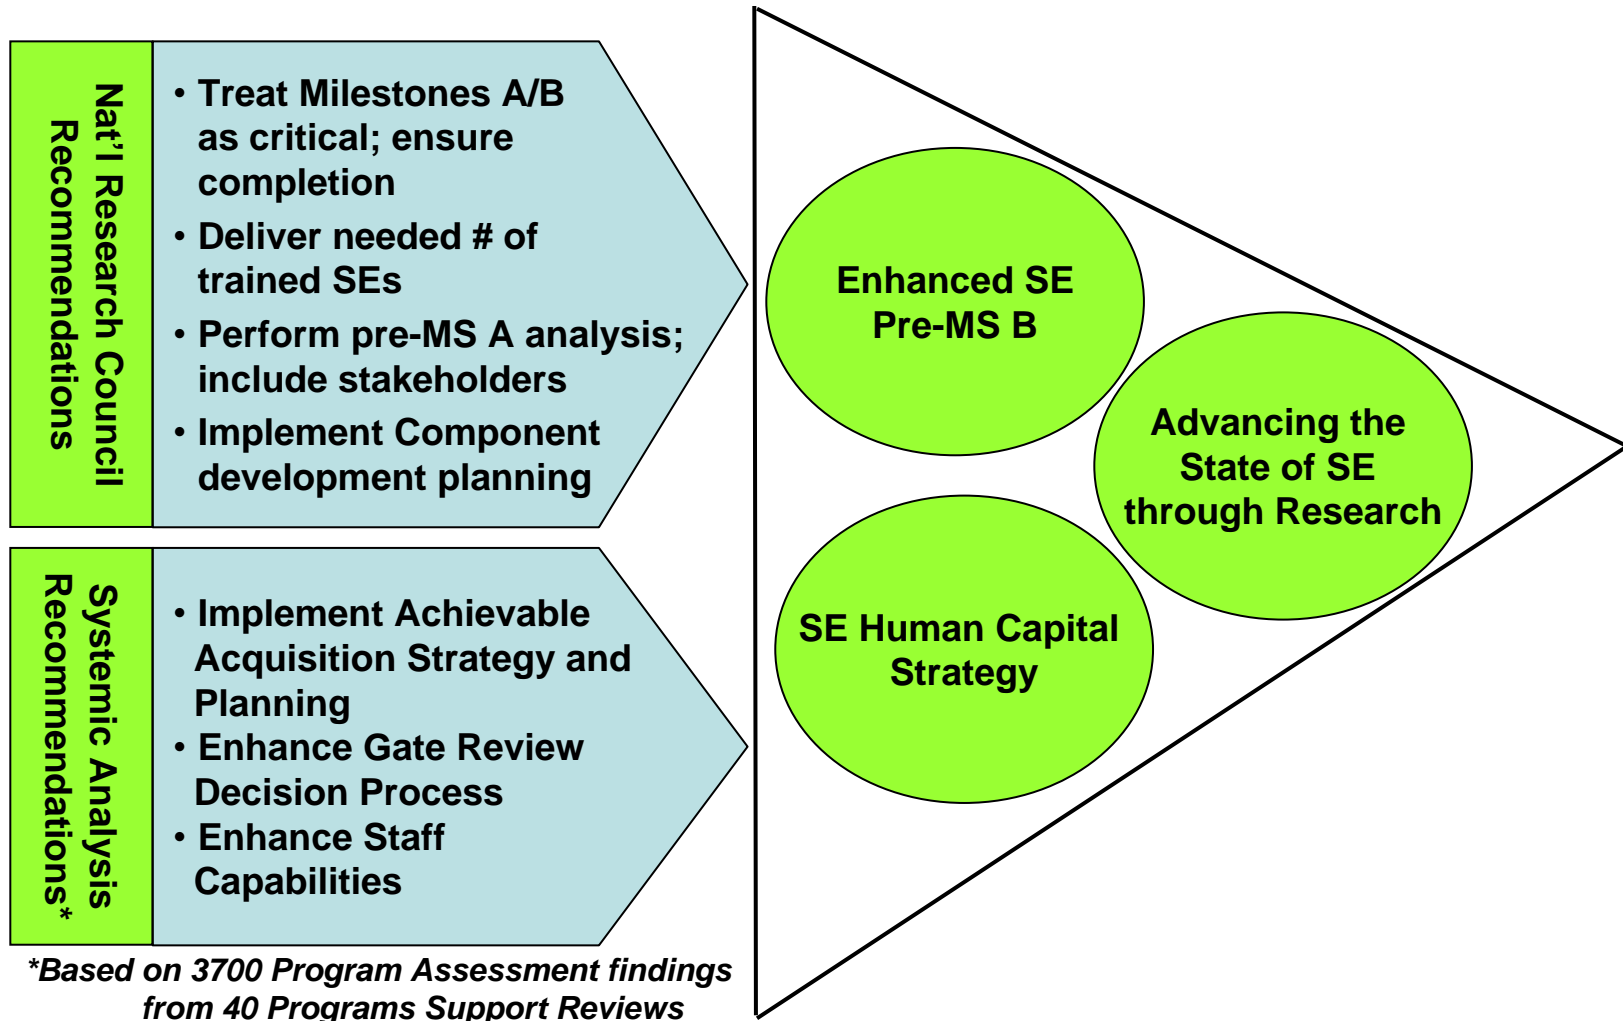 Nat'l Research Council
Recommendations
• Treat Milestones A/B
as critical; ensure
completion
• Deliver needed # of
trained SEs
• Perform pre-MS A analysis;
include stakeholders
• Implement Component
development planning
Systemic Analysis
Recommendations*
• Implement Achievable
Acquisition Strategy and
Planning
• Enhance Gate Review
Decision Process
• Enhance Staff
Capabilities
*Based on 3700 Program Assessment findings
from 40 Programs Support Reviews
Enhanced SE
Pre-MS B
Advancing the
State of SE
through Research
SE Human Capital
Strategy